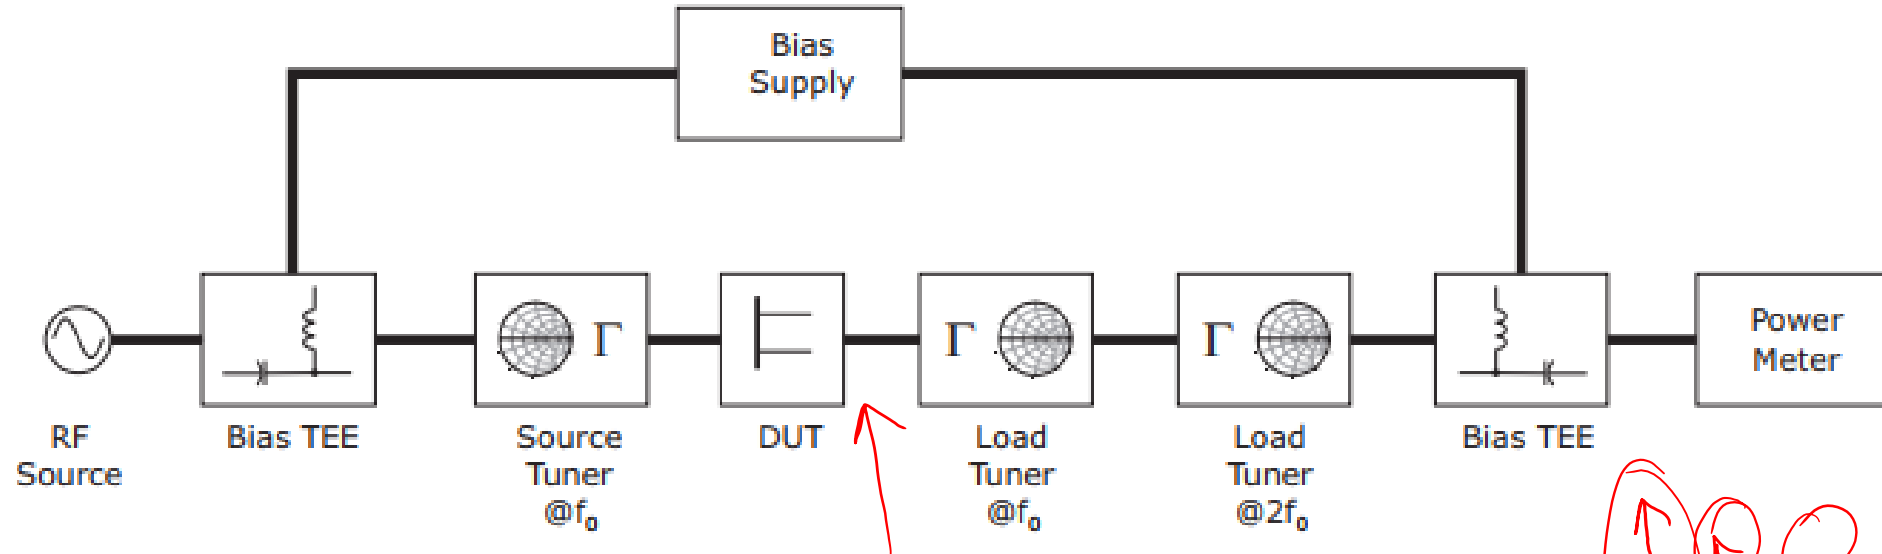 Bias
Supply
Γ
Γ
Γ
Power
Meter
RF
Source
Bias TEE
Source
Tuner
@f₀
DUT
Load
Tuner
@f₀
Load
Tuner
@2f₀
Bias TEE